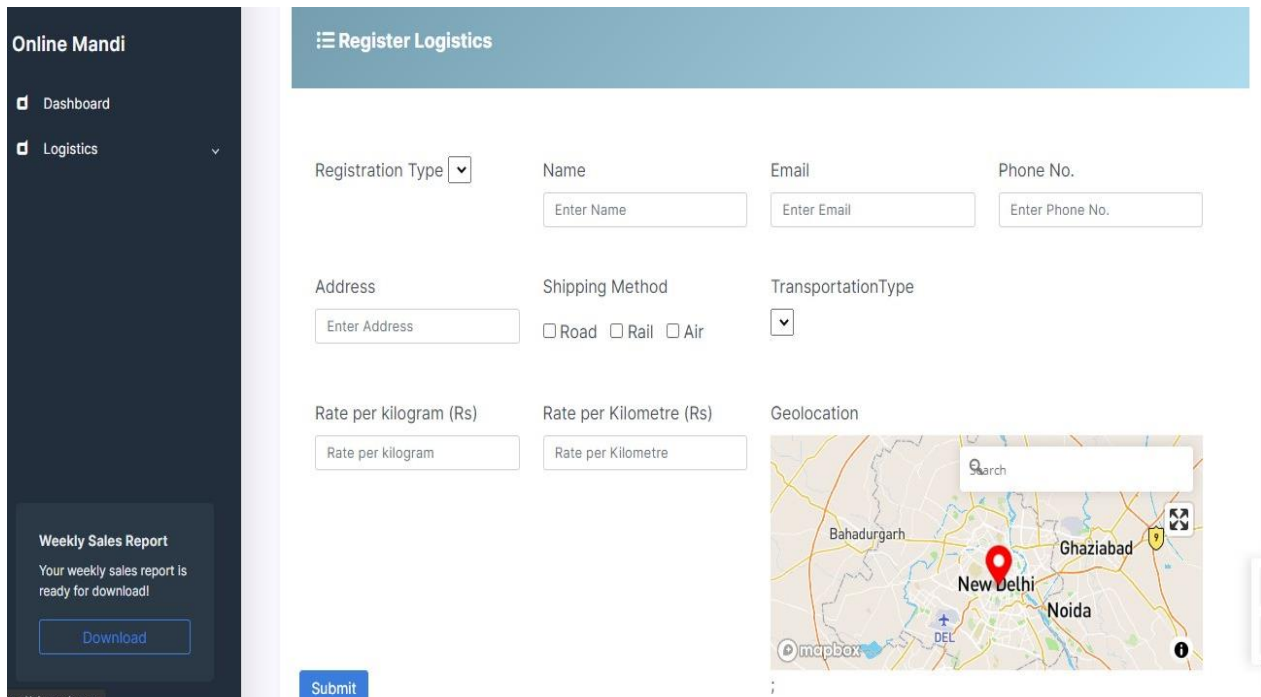 Online Mandi
Dashboard
Logistics
Weekly Sales Report
Your weekly sales report is
ready for download!
Download
Register Logistics
Registration Type
Name
Email
Phone No.
Enter Name
Enter Email
Enter Phone No.
Address
Shipping Method
TransportationType
Enter Address
Road Rail Air
Rate per kilogram (Rs)
Rate per Kilometre (Rs)
Geolocation
Rate per kilogram
Rate per Kilometre
Search
Bahadurgarh
Ghaziabad
9
New Delhi
Noida
DEL
mapbox
Submit
;